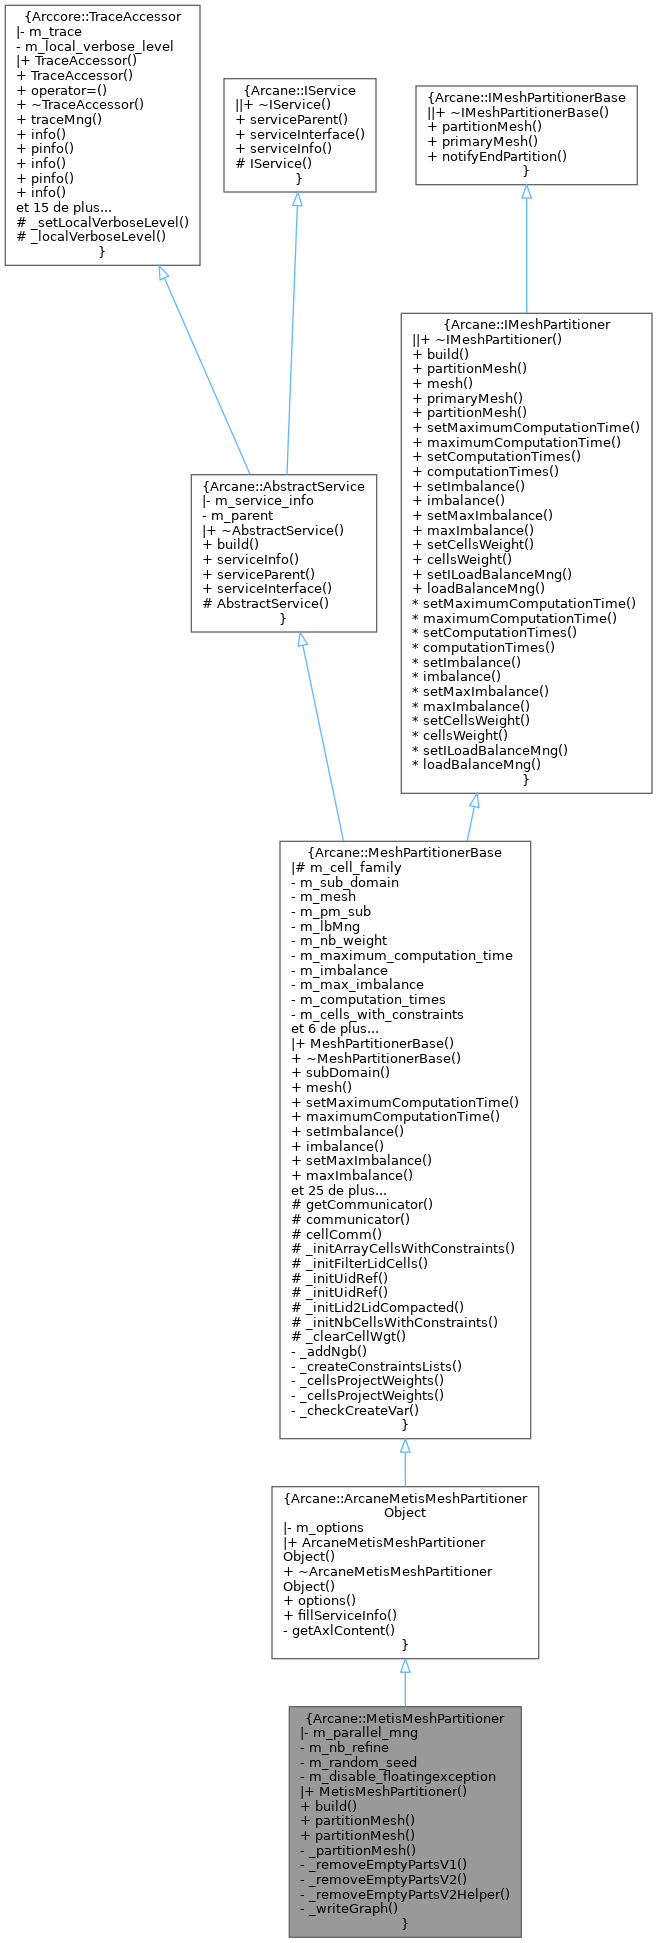 {Arccore::TraceAccessor
|- m_trace
- m_local_verbose_level
|+ TraceAccessor()
+ TraceAccessor()
+ operator=()
+ ~TraceAccessor()
+ traceMng()
+ info()
+ pinfo()
+ info()
+ pinfo()
+ info()
et 15 de plus...
# _setLocalVerboseLevel()
# _localVerboseLevel()
}
{Arcane::IService
||+ ~IService()
+ serviceParent()
+ serviceInterface()
+ serviceInfo()
# IService()
}
{Arcane::IMeshPartitionerBase
||+ ~IMeshPartitionerBase()
+ partitionMesh()
+ primaryMesh()
+ notifyEndPartition()
}
{Arcane::IMeshPartitioner
||+ ~IMeshPartitioner()
+ build()
+ partitionMesh()
+ mesh()
+ primaryMesh()
+ partitionMesh()
+ setMaximumComputationTime()
+ maximumComputationTime()
+ setComputationTimes()
+ computationTimes()
+ setImbalance()
+ imbalance()
+ setMaxImbalance()
+ maxImbalance()
+ setCellsWeight()
+ cellsWeight()
+ setILoadBalanceMng()
+ loadBalanceMng()
* setMaximumComputationTime()
* maximumComputationTime()
* setComputationTimes()
* computationTimes()
* setImbalance()
* imbalance()
* setMaxImbalance()
* maxImbalance()
* setCellsWeight()
* cellsWeight()
* setILoadBalanceMng()
* loadBalanceMng()
}
{Arcane::AbstractService
|- m_service_info
- m_parent
|+ ~AbstractService()
+ build()
+ serviceInfo()
+ serviceParent()
+ serviceInterface()
# AbstractService()
}
{Arcane::MeshPartitionerBase
|# m_cell_family
- m_sub_domain
- m_mesh
- m_pm_sub
- m_lbMng
- m_nb_weight
- m_maximum_computation_time
- m_imbalance
- m_max_imbalance
- m_computation_times
- m_cells_with_constraints
et 6 de plus...
|+ MeshPartitionerBase()
+ ~MeshPartitionerBase()
+ subDomain()
+ mesh()
+ setMaximumComputationTime()
+ maximumComputationTime()
+ setImbalance()
+ imbalance()
+ setMaxImbalance()
+ maxImbalance()
et 25 de plus...
# getCommunicator()
# communicator()
# cellComm()
# _initArrayCellsWithConstraints()
# _initFilterLidCells()
# _initUidRef()
# _initUidRef()
# _initLid2LidCompacted()
# _initNbCellsWithConstraints()
# _clearCellWgt()
- _addNgb()
- _createConstraintsLists()
- _cellsProjectWeights()
- _cellsProjectWeights()
- _checkCreateVar()
}
{Arcane::ArcaneMetisMeshPartitioner
Object
|- m_options
|+ ArcaneMetisMeshPartitioner
Object()
+ ~ArcaneMetisMeshPartitioner
Object()
+ options()
+ fillServiceInfo()
- getAxlContent()
}
{Arcane::MetisMeshPartitioner
|- m_parallel_mng
- m_nb_refine
- m_random_seed
- m_disable_floatingexception
|+ MetisMeshPartitioner()
+ build()
+ partitionMesh()
+ partitionMesh()
- _partitionMesh()
- _removeEmptyPartsV1()
- _removeEmptyPartsV2()
- _removeEmptyPartsV2Helper()
- _writeGraph()
}